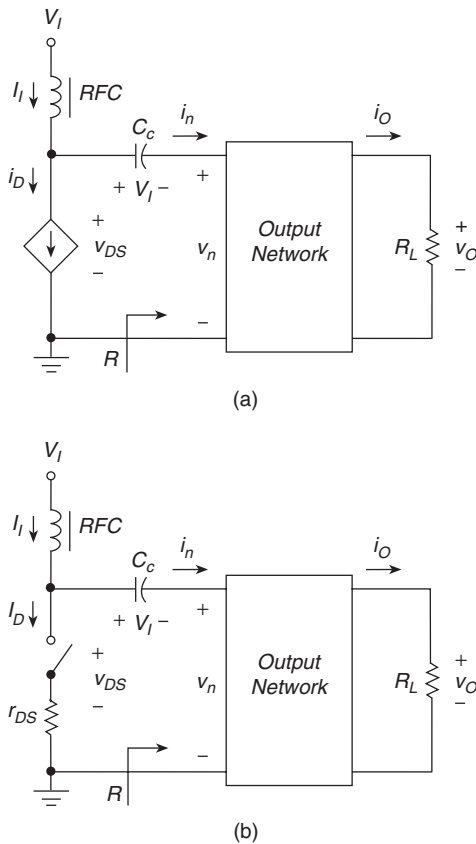 V_I
I_I RFC
C_c i_n i_O
+ V_I −
i_D
+ v_DS −
+ v_n −
Output
Network
R_L
+ v_O −
R
(a)
V_I
I_I RFC
C_c i_n i_O
+ V_I −
I_D
+ v_DS −
r_DS
+ v_n −
Output
Network
R_L
+ v_O −
R
(b)